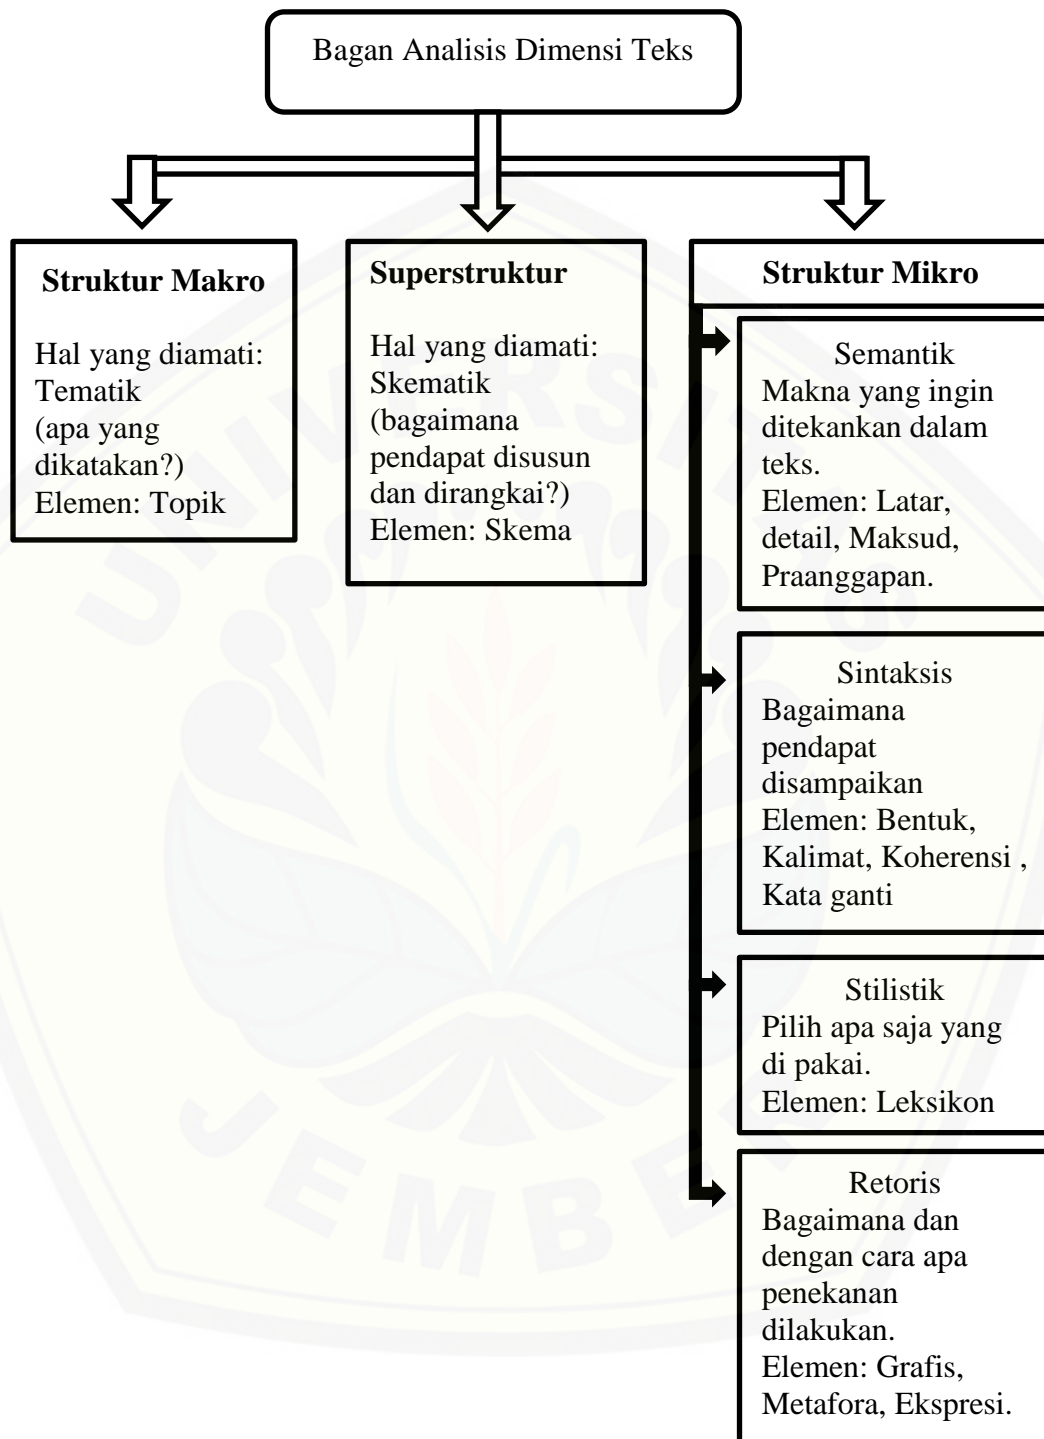 Bagan Analisis Dimensi Teks
Struktur Makro
Hal yang diamati:
Tematik
(apa yang
dikatakan?)
Elemen: Topik
Superstruktur
Hal yang diamati:
Skematik
(bagaimana
pendapat disusun
dan dirangkai?)
Elemen: Skema
Struktur Mikro
Semantik
Makna yang ingin
ditekankan dalam
teks.
Elemen: Latar,
detail, Maksud,
Praanggapan.
Sintaksis
Bagaimana
pendapat
disampaikan
Elemen: Bentuk,
Kalimat, Koherensi ,
Kata ganti
Stilistik
Pilih apa saja yang
di pakai.
Elemen: Leksikon
Retoris
Bagaimana dan
dengan cara apa
penekanan
dilakukan.
Elemen: Grafis,
Metafora, Ekspresi.
UNIVERSITAS
JEMBER